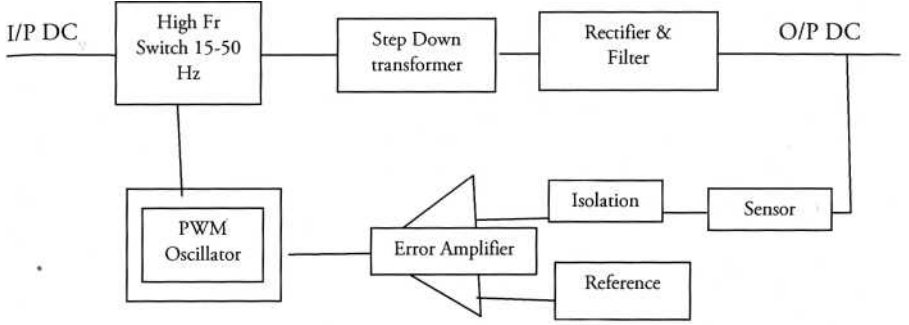 I/P DC
High Fr
Switch 15-50
Hz
Step Down
transformer
Rectifier &
Filter
O/P DC
PWM
Oscillator
Error Amplifier
Isolation
Sensor
Reference